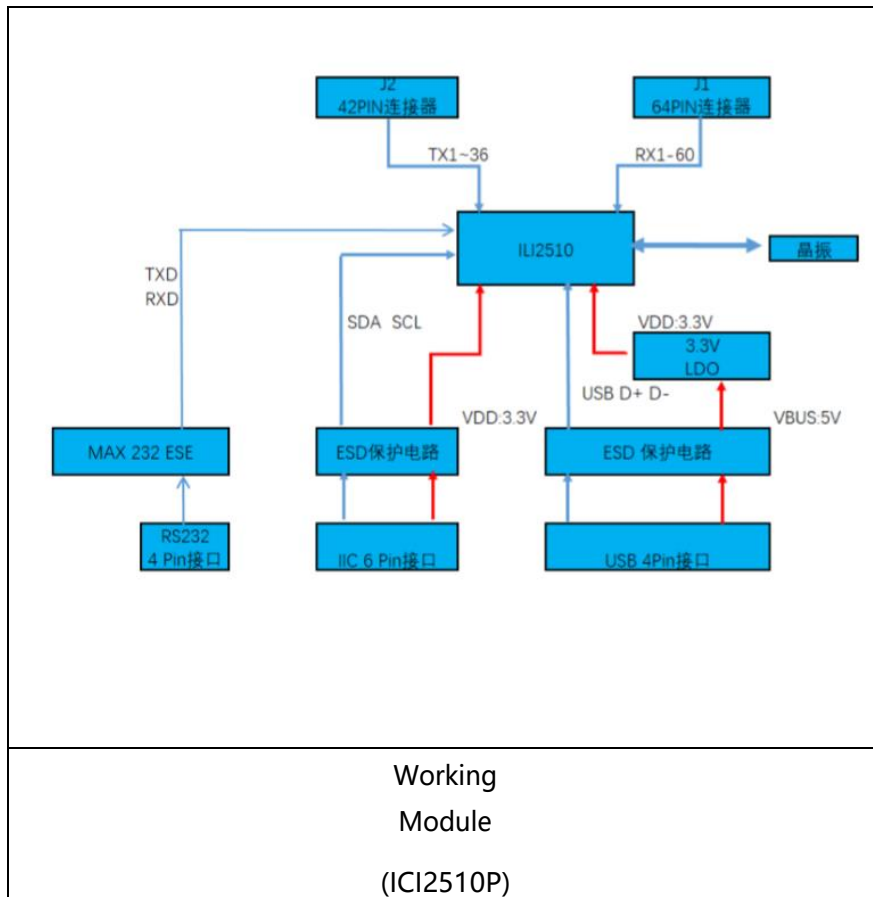 J2
42PIN连接器
J1
64PIN连接器
TX1~36
RX1-60
ILI2510
晶振
TXD
RXD
SDA SCL
VDD:3.3V
3.3V
LDO
USB D+ D-
VDD:3.3V
VBUS:5V
MAX 232 ESE
ESD保护电路
ESD 保护电路
RS232
4 Pin接口
IIC 6 Pin接口
USB 4Pin接口
Working
Module
(ICI2510P)